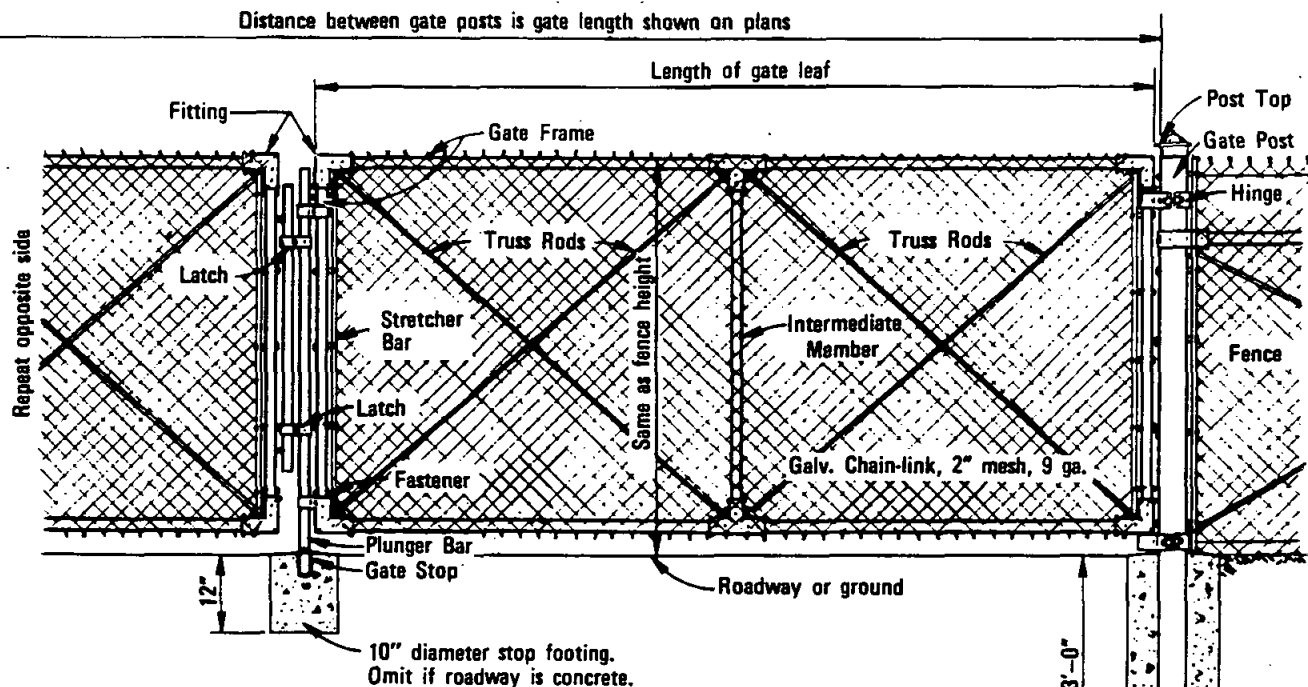 Distance between gate posts is gate length shown on plans
Length of gate leaf
Post Top
Fitting
Gate Frame
Gate Post
Hinge
Truss Rods
Truss Rods
Latch
Repeat opposite side
Stretcher
Bar
Same as fence height
Intermediate
Member
Fence
Latch
Galv. Chain-link, 2" mesh, 9 ga.
Fastener
Plunger Bar
Gate Stop
12"
Roadway or ground
3'-0"
10" diameter stop footing.
Omit if roadway is concrete.